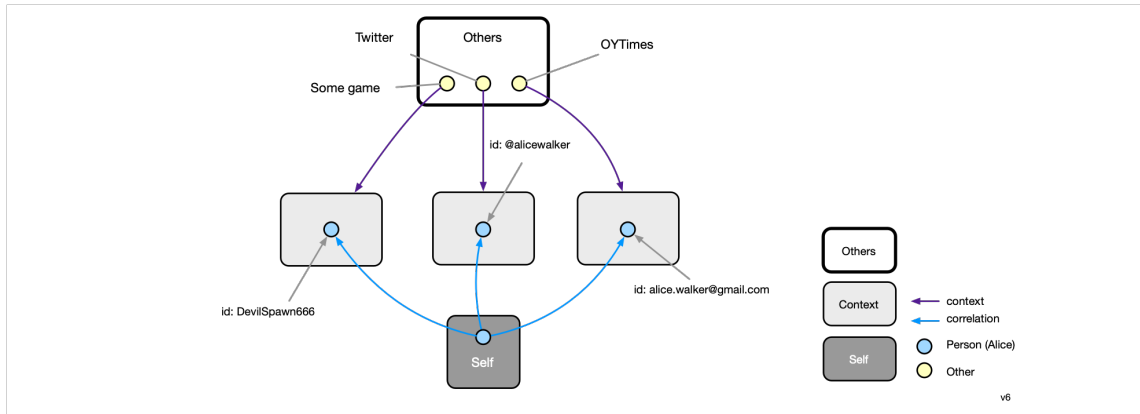 Twitter
Others
OYTimes
Some game
id: @alicewalker
id: alice.walker@gmail.com
id: DevilSpawn666
Self
Others
Context
context
correlation
Self
Person (Alice)
Other
v6